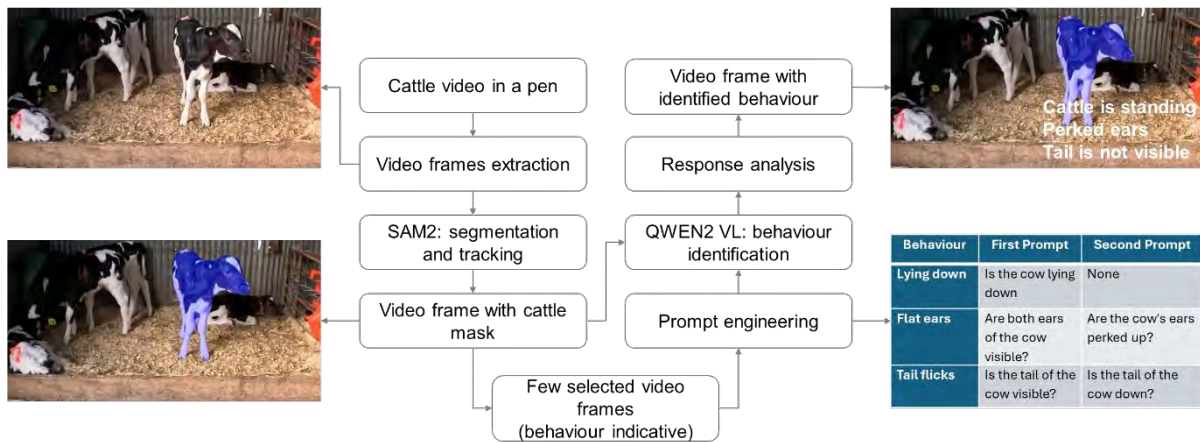 Cattle video in a pen
Video frames extraction
SAM2: segmentation
and tracking
Video frame with cattle
mask
Few selected video
frames
(behaviour indicative)
Prompt engineering
QWEN2 VL: behaviour
identification
Response analysis
Video frame with
identified behaviour
Cattle is standing
Perked ears
Tail is not visible
Behaviour First Prompt Second Prompt
Lying down Is the cow lying None
down
Flat ears Are both ears Are the cow's ears
of the cow perked up?
visible?
Tail flicks Is the tail of the Is the tail of the
cow visible? cow down?